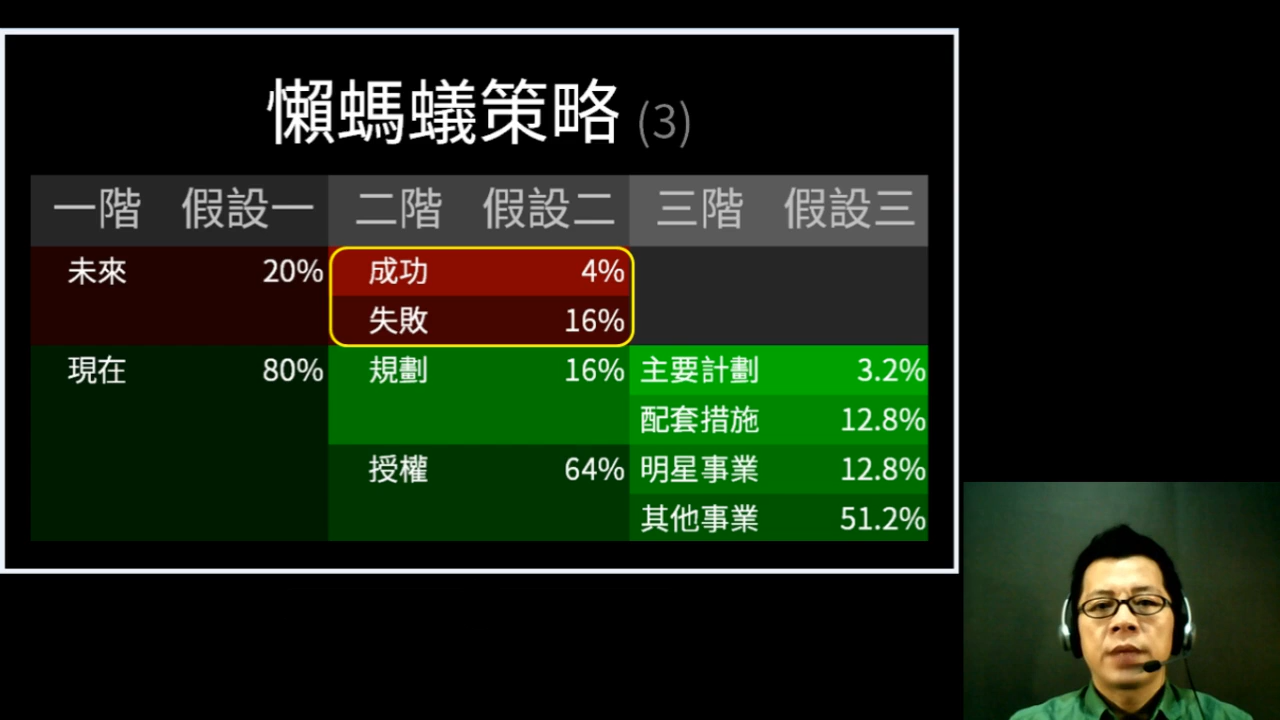 懶螞蟻策略 (3)
一階 假設一 二階 假設二 三階 假設三
未來 20% 成功 4%
失敗 16%
現在 80% 規劃 16% 主要計劃 3.2%
配套措施 12.8%
授權 64% 明星事業 12.8%
其他事業 51.2%